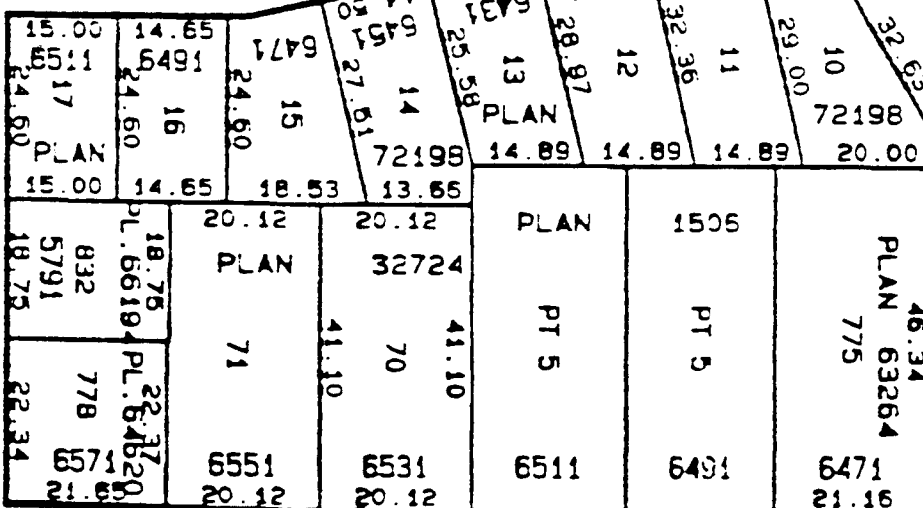 15.00 14.65
6511 6491 6471 6451 6431
17 16 15 14 13 12 11 10
24.60 24.60 24.60 27.61 25.58 28.97 32.36 29.00
PLAN PLAN 72198
72198 14.89 14.89 14.89 20.00
15.00 14.65 18.53 13.66
20.12 20.12 PLAN 1506
PLAN 32724
18.75 5791 832 18.75 PL.66194
71 41.10 70 41.10 PT 5 PT 5 775 PLAN 63264 46.34
22.34 778 22.37 PL.64620
6571 6551 6531 6511 6491 6471
21.65 20.12 20.12 21.16